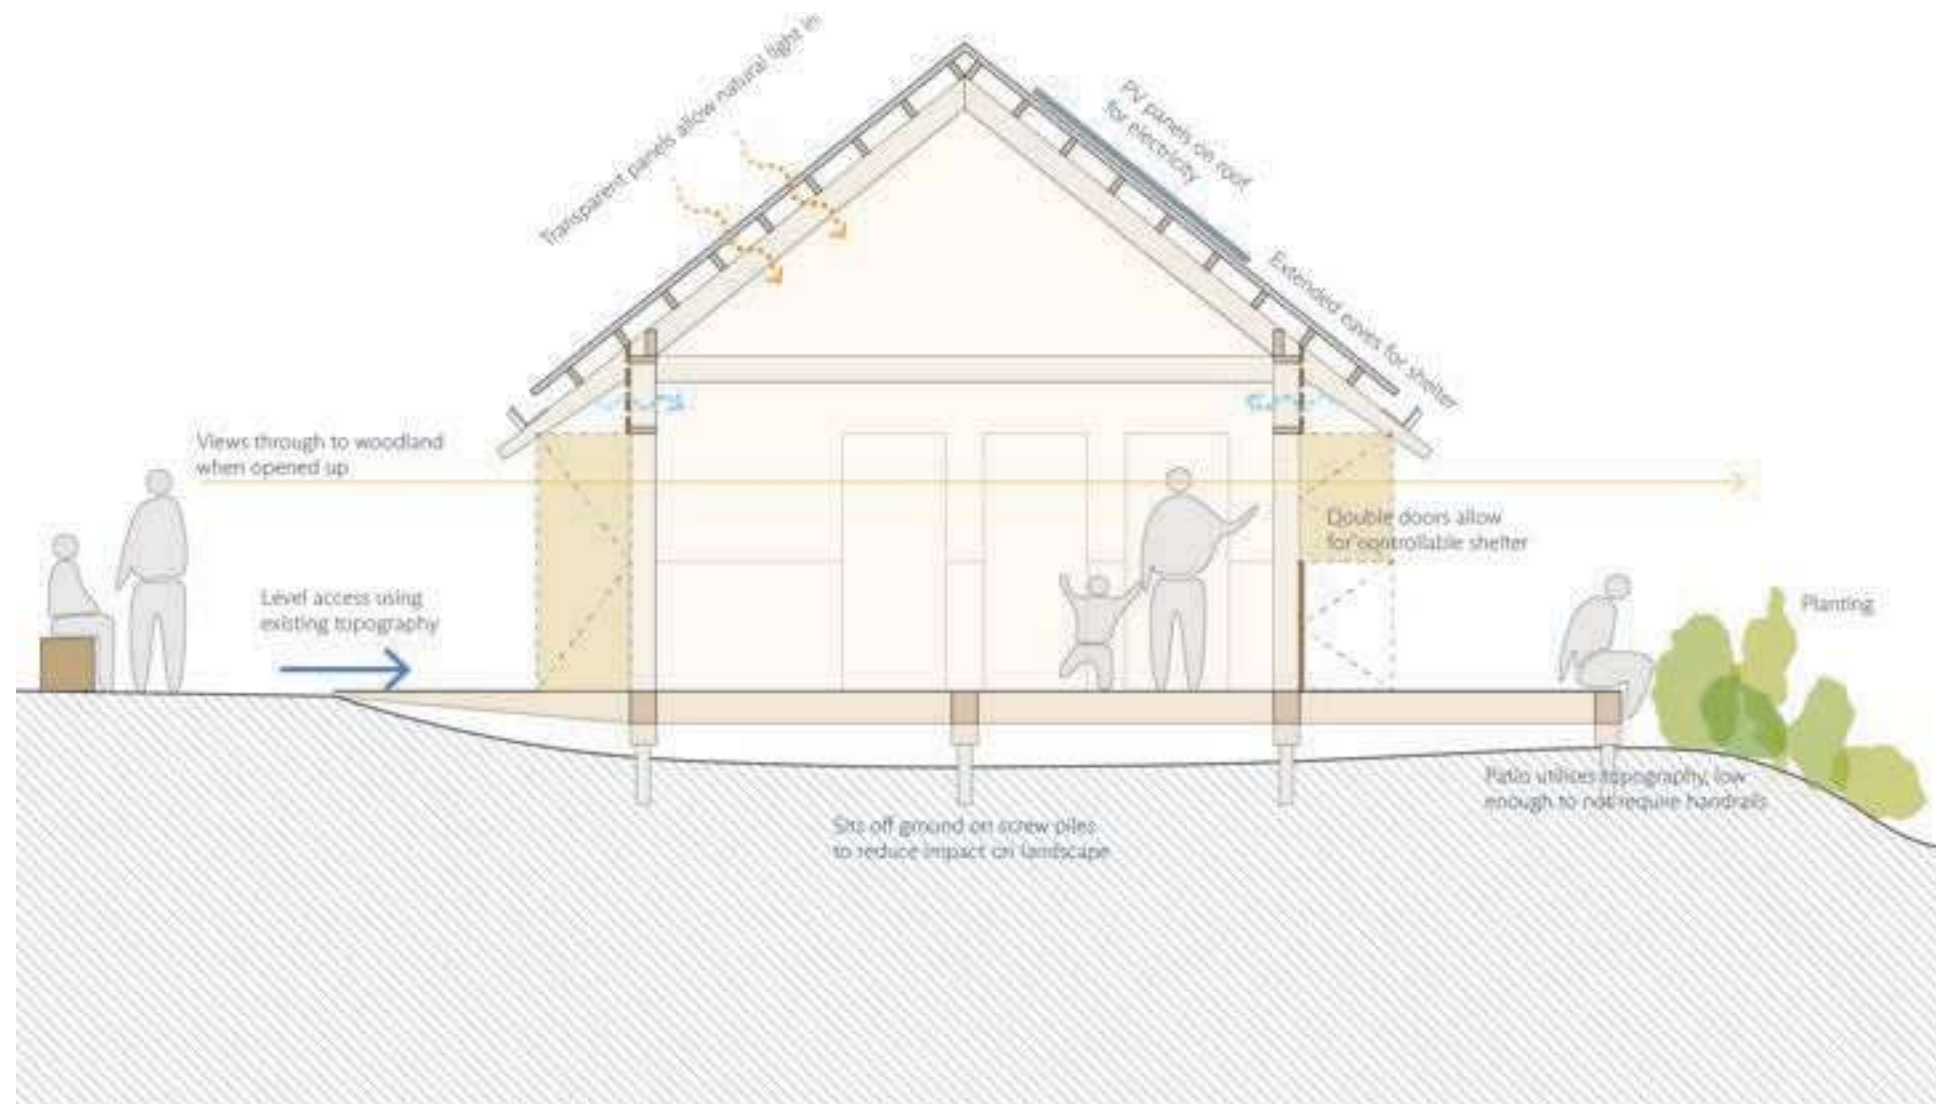 Transparent panels allow natural light in
PV panels on roof
for electricity
Extended eaves for shelter
Views through to woodland
when opened up
Double doors allow
for controllable shelter
Level access using
existing topography
Planting
Patio utilises topography, low
enough to not require handrails
Sits off ground on screw piles
to reduce impact on landscape